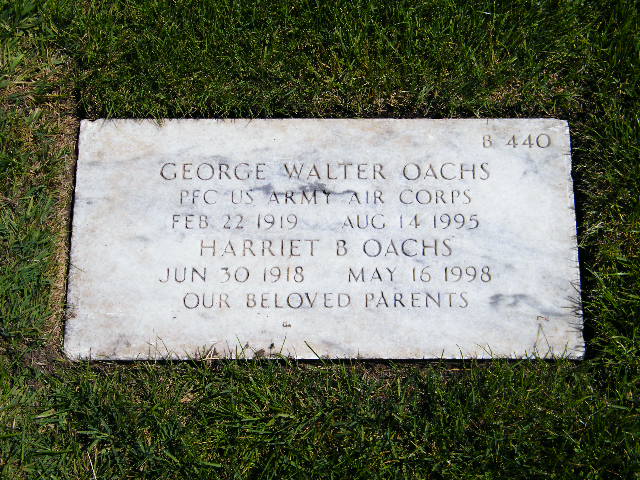 B 440
GEORGE WALTER OACHS
PFC US ARMY AIR CORPS
FEB 22 1919 AUG 14 1995
HARRIET B OACHS
JUN 30 1918 MAY 16 1998
OUR BELOVED PARENTS